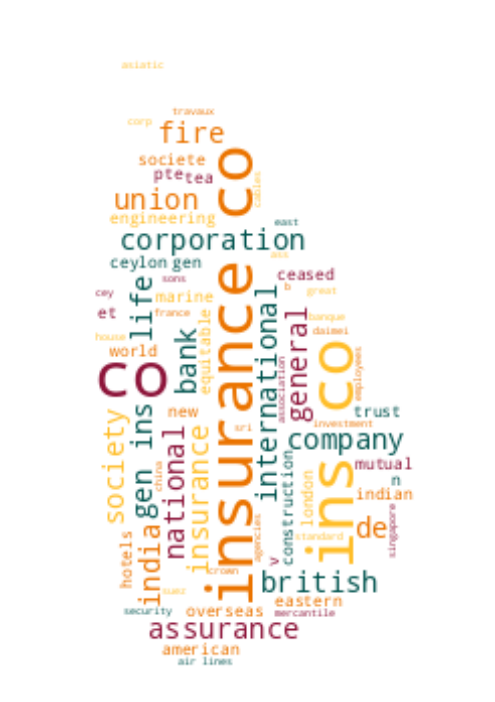 asiatic
travaux
corp
fire
societe
pte
tea
co
cables
union
engineering
east
corporation
ass
ceylon
gen
ceased
sons
b
cey
life
marine
great
et
france
insurance
international
general
banque
house
bank
equitable
daimei
world
co
co
association
employees
new
trust
society
gen ins
sri
investment
national
insurance
company
china
mutual
ins
n
london
indian
construction
de
india
agencies
standard
singapore
hotels
v
crown
british
suez
eastern
security
overseas
mercantile
assurance
american
air lines